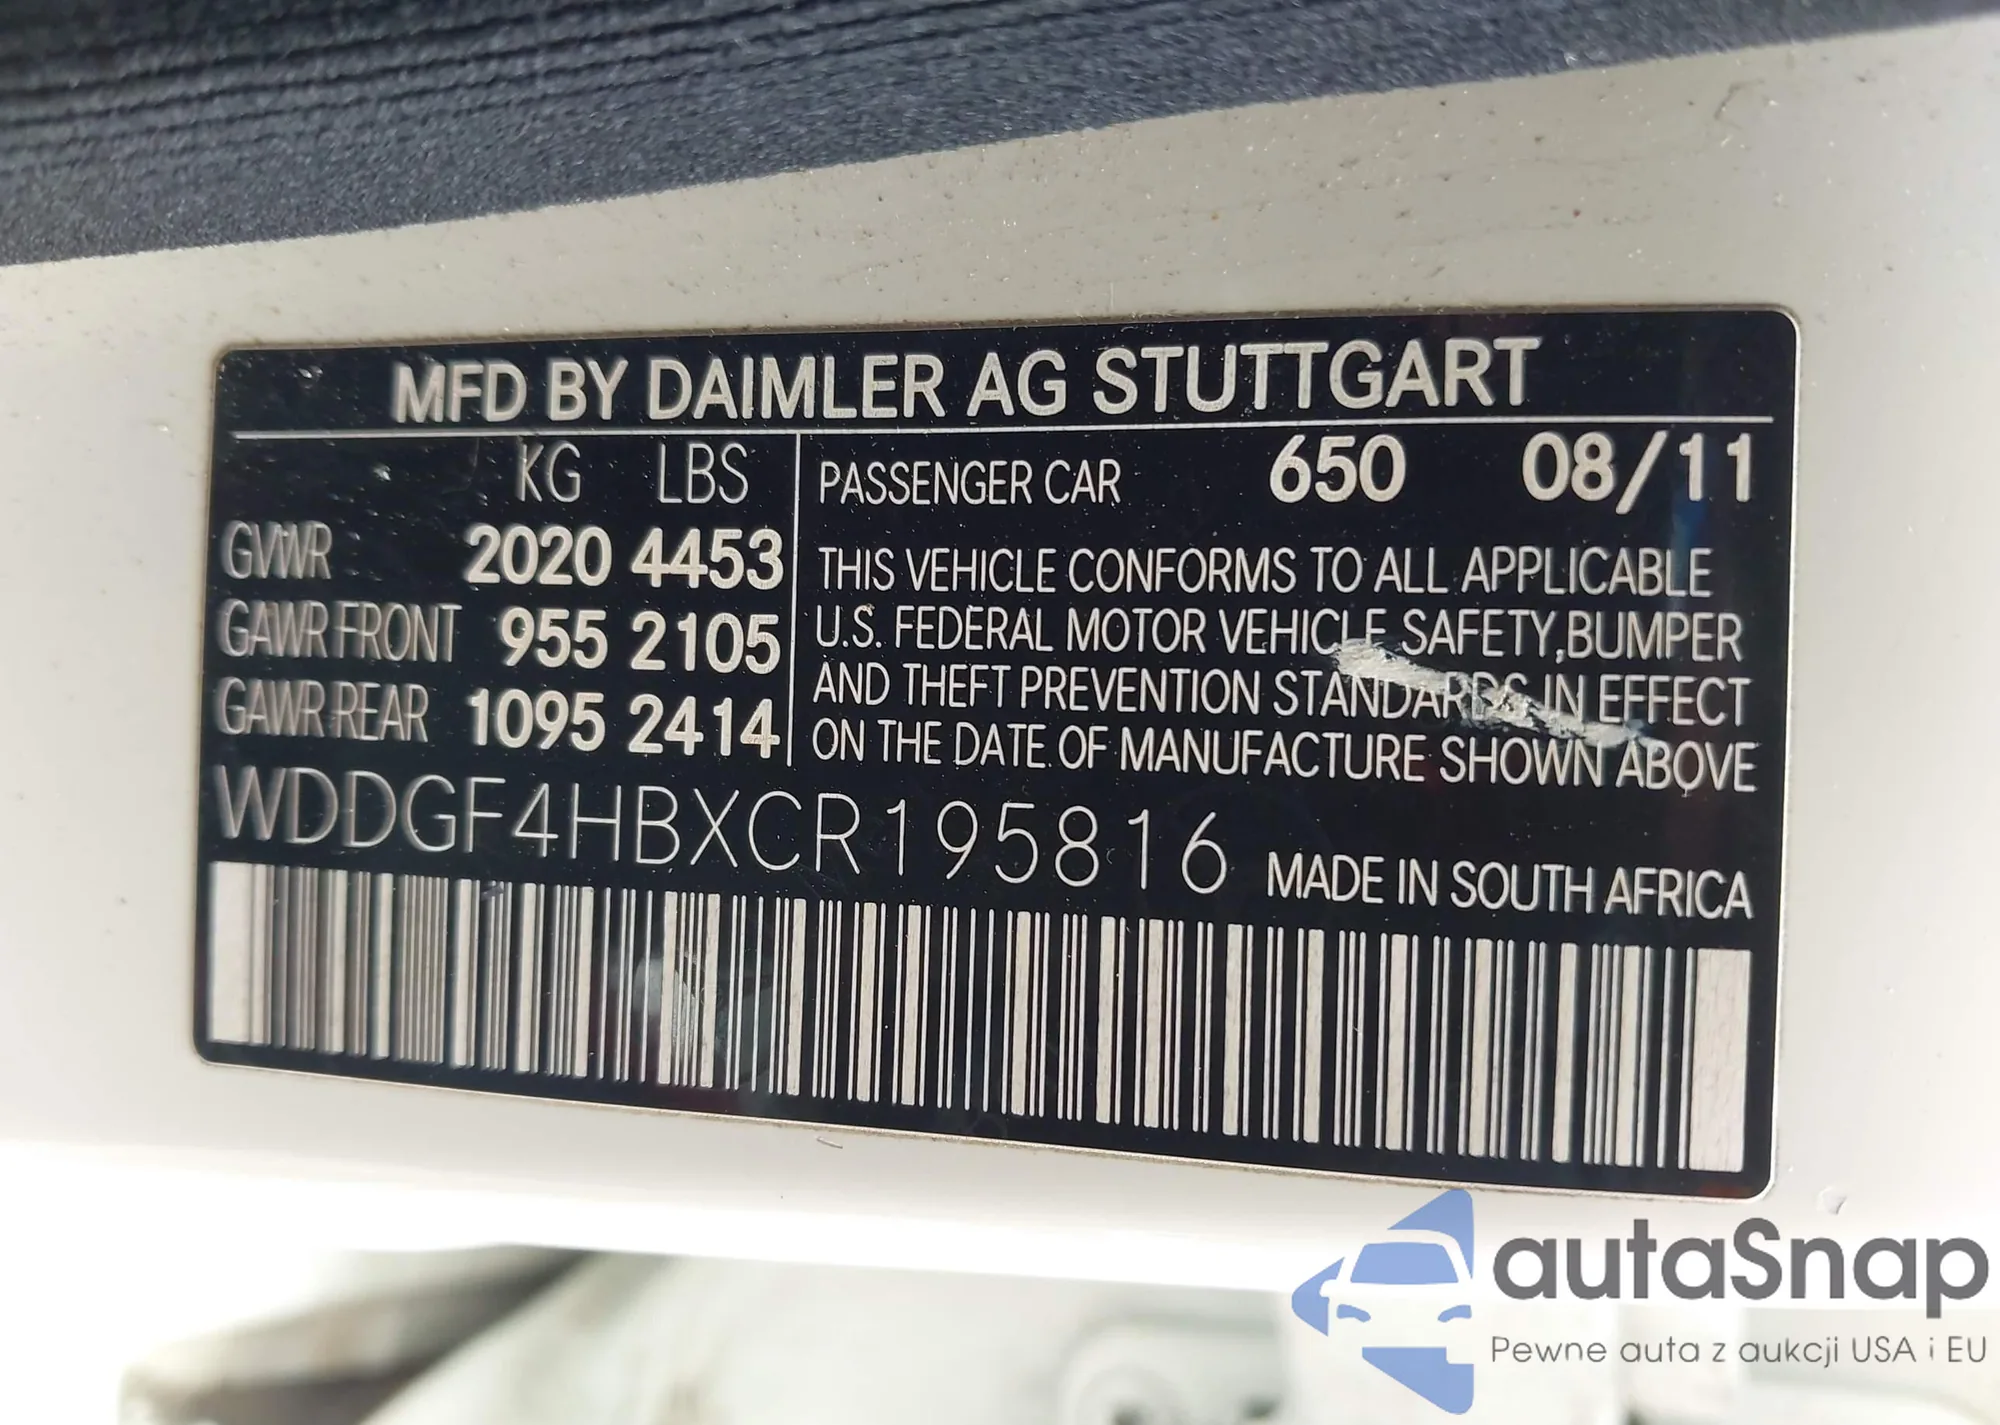 MFD BY DAIMLER AG STUTTGART
KG LBS
GVWR 2020 4453
GAWR FRONT 955 2105
GAWR REAR 1095 2414
PASSENGER CAR 650 08/11
THIS VEHICLE CONFORMS TO ALL APPLICABLE
U.S. FEDERAL MOTOR VEHICLE SAFETY, BUMPER
AND THEFT PREVENTION STANDARDS IN EFFECT
ON THE DATE OF MANUFACTURE SHOWN ABOVE
WDDGF4HBXCR195816
MADE IN SOUTH AFRICA
autaSnap
Pewne auta z aukcji USA i EU